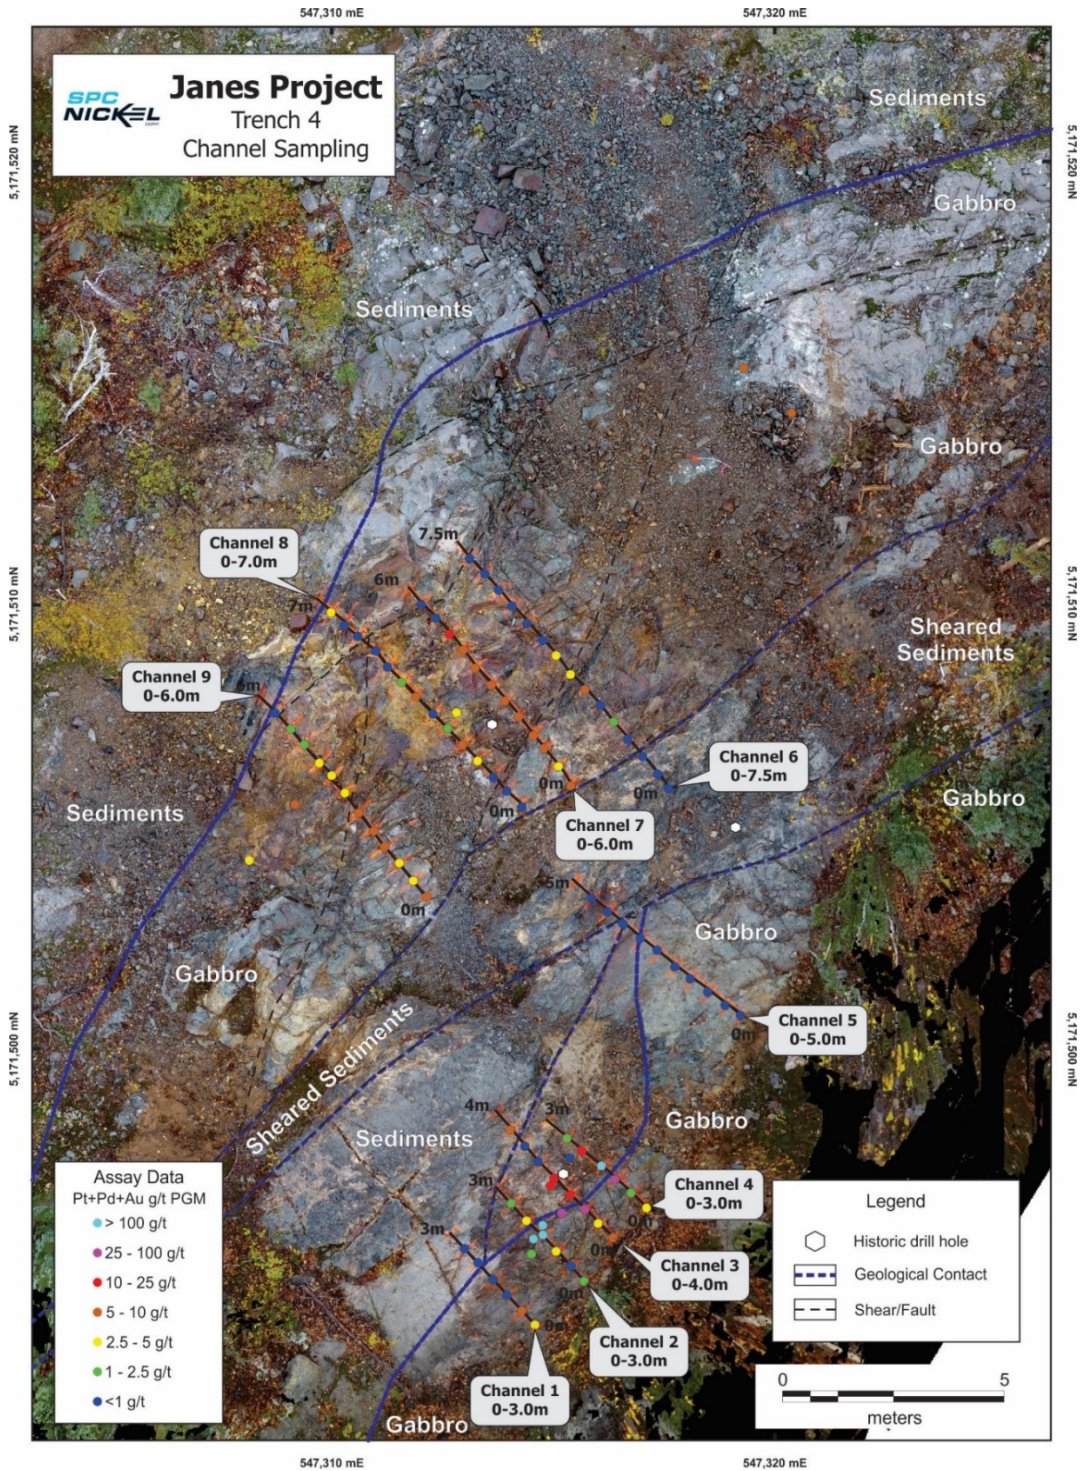 547,310 mE
547,320 mE
SPC
NICKEL
Janes Project
Trench 4
Channel Sampling
Sediments
5,171,520 mN
5,171,520 mN
Gabbro
Sediments
Gabbro
7.5m
Channel 8
0-7.0m
6m
7m
5,171,510 mN
5,171,510 mN
Sheared
Sediments
Channel 9
0-6.0m
Channel 6
0-7.5m
0m
0m
0m
Gabbro
Sediments
Channel 7
0-6.0m
5m
0m
Gabbro
Gabbro
Channel 5
0-5.0m
0m
5,171,500 mN
5,171,500 mN
Sheared Sediments
4m
3m
Sediments
Gabbro
3m
Channel 4
0-3.0m
0m
3m
Channel 3
0-4.0m
0m
0m
Channel 2
0-3.0m
0m
Channel 1
0-3.0m
Gabbro
Assay Data
Pt+Pd+Au g/t PGM
> 100 g/t
25 - 100 g/t
10 - 25 g/t
5 - 10 g/t
2.5 - 5 g/t
1 - 2.5 g/t
<1 g/t
Legend
Historic drill hole
Geological Contact
Shear/Fault
0
5
meters
547,310 mE
547,320 mE